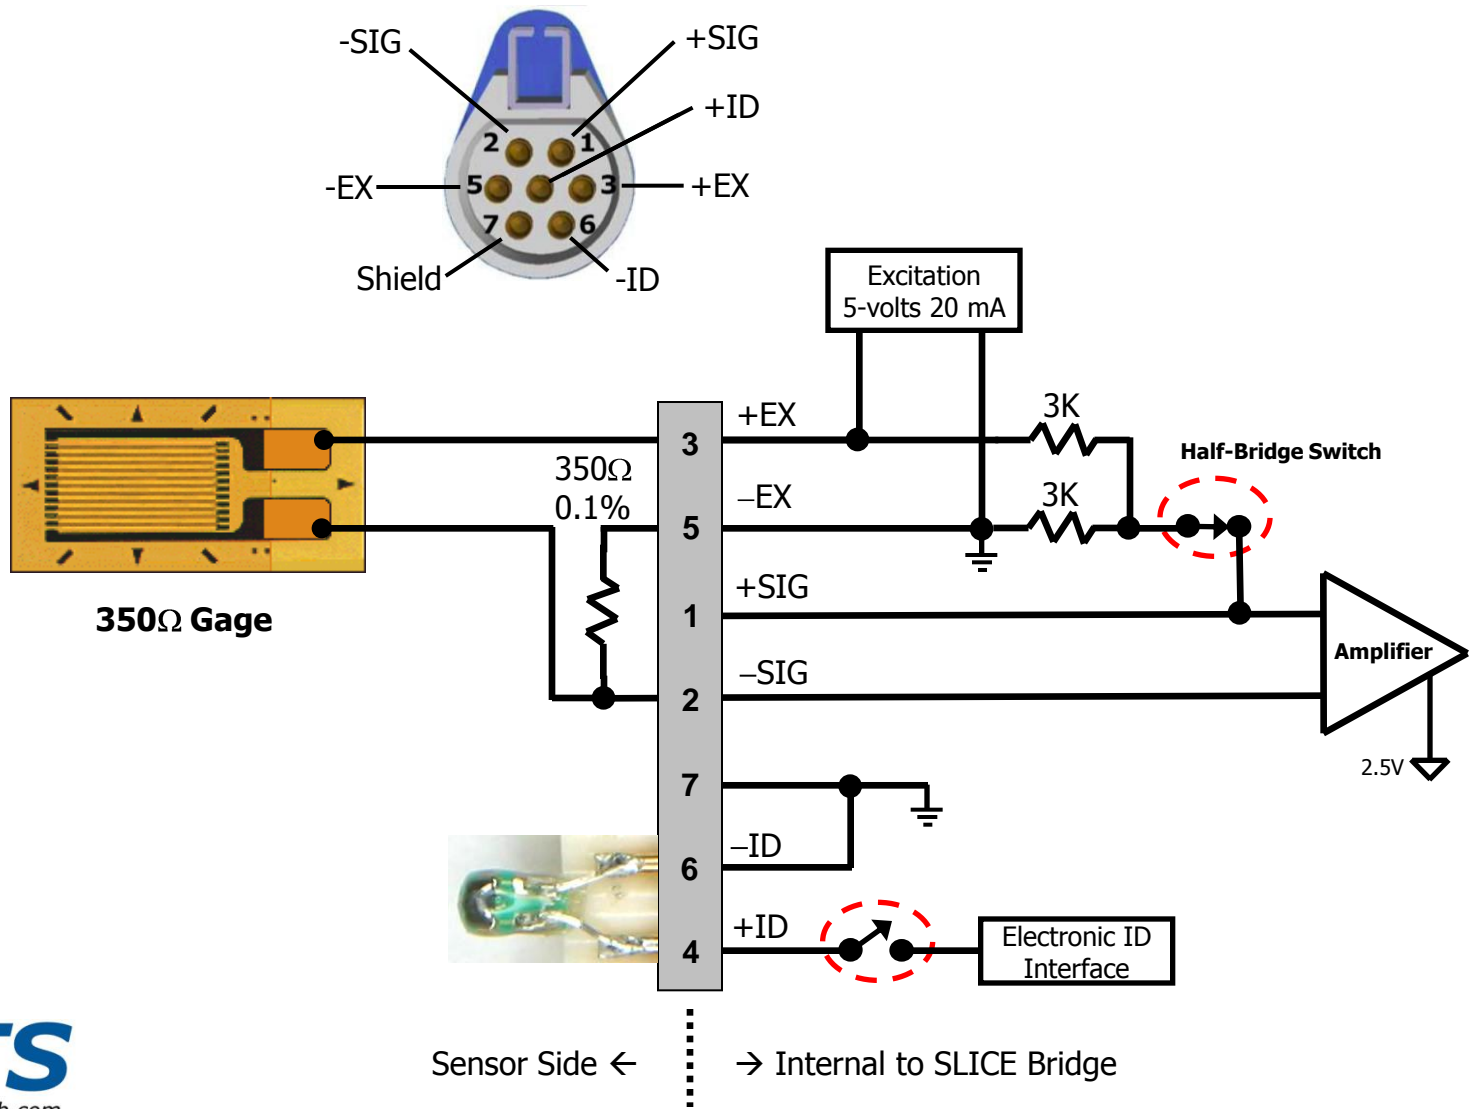 -SIG
+SIG
+ID
2
1
-EX
5
3
+EX
7
6
Shield
-ID
Excitation
5-volts 20 mA
+EX
3K
3
350Ω
0.1%
Half-Bridge Switch
−EX
3K
5
+SIG
1
350Ω Gage
Amplifier
−SIG
2
2.5V
7
−ID
6
+ID
4
Electronic ID
Interface
Sensor Side ←
→ Internal to SLICE Bridge
TS
.com